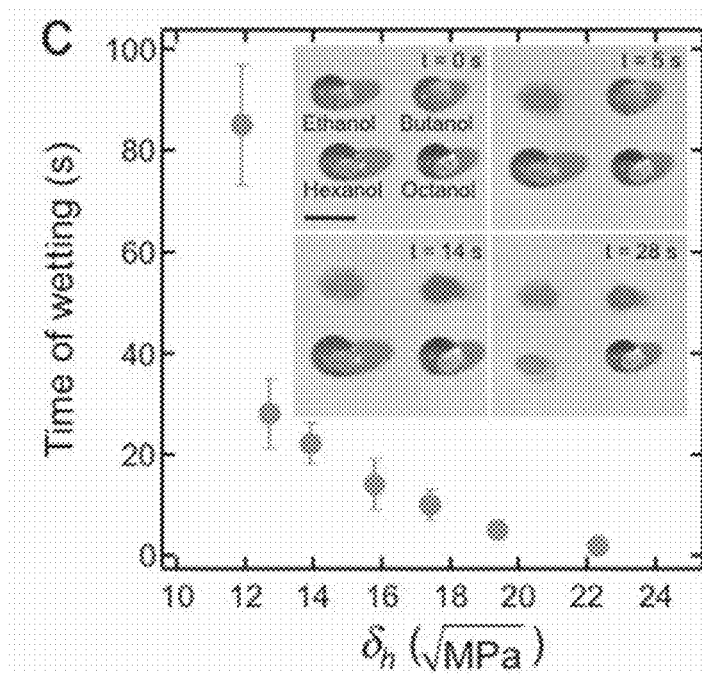 C
100
80
60
40
20
0
Time of wetting (s)
t = 0 s
t = 5 s
Ethanol Butanol
Hexanol Octanol
t = 14 s
t = 28 s
10 12 14 16 18 20 22 24
δh (√MPa)